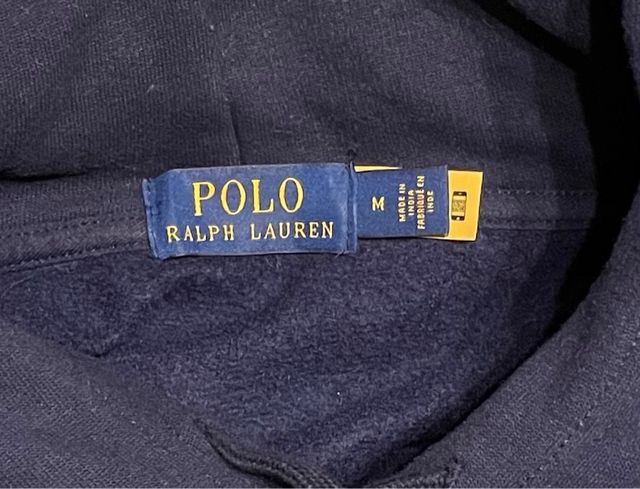 POLO
RALPH LAUREN
M
MADE IN
INDIA
FABRIQUÉ EN
INDE